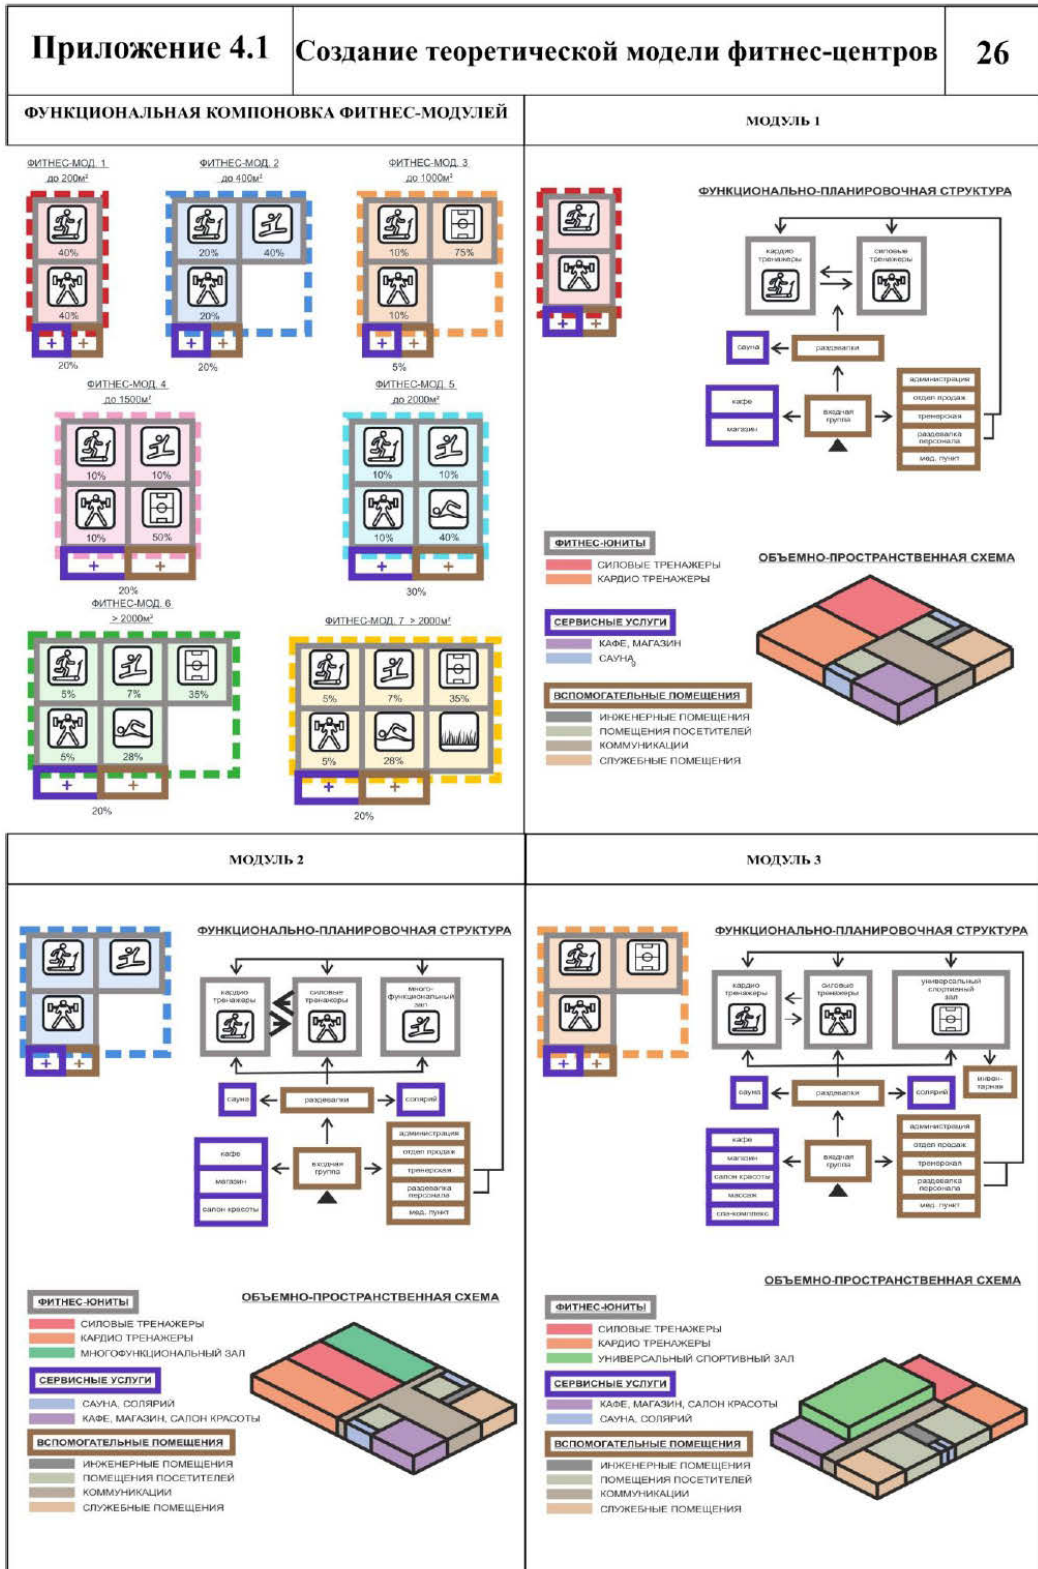 Приложение 4.1
Создание теоретической модели фитнес-центров
26
ФУНКЦИОНАЛЬНАЯ КОМПОНОВКА ФИТНЕС-МОДУЛЕЙ
ФИТНЕС-МОД. 1
до 200м²
40%
40%
+ +
20%
ФИТНЕС-МОД. 2
до 400м²
20% 40%
20%
+ +
20%
ФИТНЕС-МОД. 3
до 1000м²
10% 75%
10%
+ +
5%
ФИТНЕС-МОД. 4
до 1500м²
10% 10%
10% 50%
+ +
20%
ФИТНЕС-МОД. 5
до 2000м²
10% 10%
10% 40%
+ +
30%
ФИТНЕС-МОД. 6
> 2000м²
5% 7% 35%
5% 28%
+ +
20%
ФИТНЕС-МОД. 7 > 2000м²
5% 7% 35%
5% 28%
+ +
20%
МОДУЛЬ 1
+ +
ФУНКЦИОНАЛЬНО-ПЛАНИРОВОЧНАЯ СТРУКТУРА
кардио
тренажеры
силовые
тренажеры
сауна
раздевалки
кафе
магазин
входная
группа
администрация
отдел продаж
тренерская
раздевалка
персонала
мед. пункт
ФИТНЕС-ЮНИТЫ
СИЛОВЫЕ ТРЕНАЖЕРЫ
КАРДИО ТРЕНАЖЕРЫ
СЕРВИСНЫЕ УСЛУГИ
КАФЕ, МАГАЗИН
САУНА
ВСПОМОГАТЕЛЬНЫЕ ПОМЕЩЕНИЯ
ИНЖЕНЕРНЫЕ ПОМЕЩЕНИЯ
ПОМЕЩЕНИЯ ПОСЕТИТЕЛЕЙ
КОММУНИКАЦИИ
СЛУЖЕБНЫЕ ПОМЕЩЕНИЯ
ОБЪЕМНО-ПРОСТРАНСТВЕННАЯ СХЕМА
МОДУЛЬ 2
+ +
ФУНКЦИОНАЛЬНО-ПЛАНИРОВОЧНАЯ СТРУКТУРА
кардио
тренажеры
силовые
тренажеры
много-
функциональный
зал
сауна
раздевалки
солярий
кафе
магазин
салон красоты
входная
группа
администрация
отдел продаж
тренерская
раздевалка
персонала
мед. пункт
ФИТНЕС-ЮНИТЫ
СИЛОВЫЕ ТРЕНАЖЕРЫ
КАРДИО ТРЕНАЖЕРЫ
МНОГОФУНКЦИОНАЛЬНЫЙ ЗАЛ
СЕРВИСНЫЕ УСЛУГИ
САУНА, СОЛЯРИЙ
КАФЕ, МАГАЗИН, САЛОН КРАСОТЫ
ВСПОМОГАТЕЛЬНЫЕ ПОМЕЩЕНИЯ
ИНЖЕНЕРНЫЕ ПОМЕЩЕНИЯ
ПОМЕЩЕНИЯ ПОСЕТИТЕЛЕЙ
КОММУНИКАЦИИ
СЛУЖЕБНЫЕ ПОМЕЩЕНИЯ
ОБЪЕМНО-ПРОСТРАНСТВЕННАЯ СХЕМА
МОДУЛЬ 3
+ +
ФУНКЦИОНАЛЬНО-ПЛАНИРОВОЧНАЯ СТРУКТУРА
кардио
тренажеры
силовые
тренажеры
универсальный
спортивный
зал
сауна
раздевалки
солярий
инвен-
тарная
кафе
магазин
салон красоты
массаж
спа-комплекс
входная
группа
администрация
отдел продаж
тренерская
раздевалка
персонала
мед. пункт
ОБЪЕМНО-ПРОСТРАНСТВЕННАЯ СХЕМА
ФИТНЕС-ЮНИТЫ
СИЛОВЫЕ ТРЕНАЖЕРЫ
КАРДИО ТРЕНАЖЕРЫ
УНИВЕРСАЛЬНЫЙ СПОРТИВНЫЙ ЗАЛ
СЕРВИСНЫЕ УСЛУГИ
КАФЕ, МАГАЗИН, САЛОН КРАСОТЫ
САУНА, СОЛЯРИЙ
ВСПОМОГАТЕЛЬНЫЕ ПОМЕЩЕНИЯ
ИНЖЕНЕРНЫЕ ПОМЕЩЕНИЯ
ПОМЕЩЕНИЯ ПОСЕТИТЕЛЕЙ
КОММУНИКАЦИИ
СЛУЖЕБНЫЕ ПОМЕЩЕНИЯ